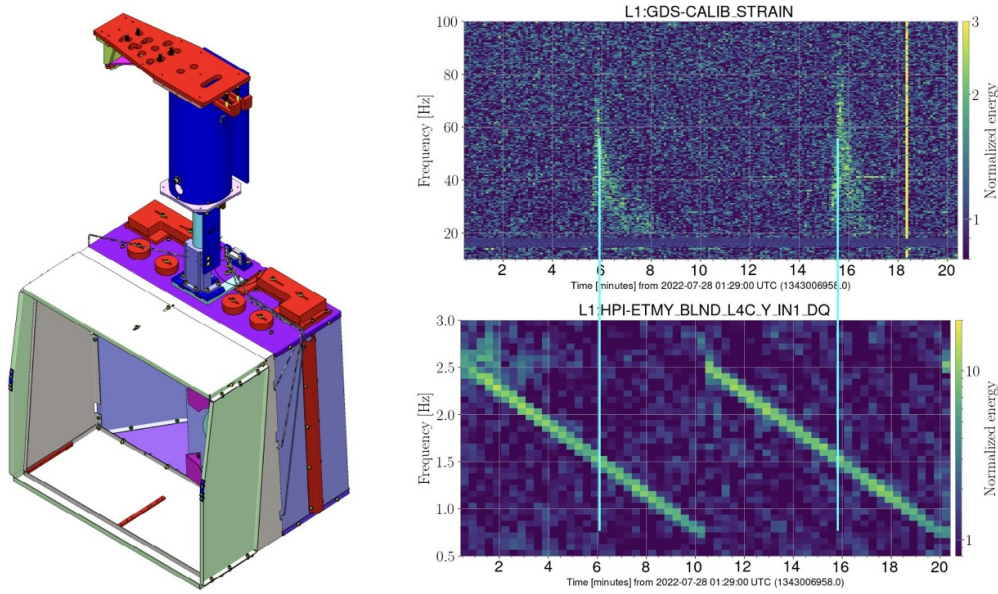 L1:GDS-CALIB_STRAIN
100
80
60
40
20
Frequency [Hz]
2 4 6 8 10 12 14 16 18 20
Time [minutes] from 2022-07-28 01:29:00 UTC (1343006958.0)
3
2
1
Normalized energy
L1:HPI-ETMY_BLND_L4C_Y_IN1_DQ
3.0
2.5
2.0
1.5
1.0
0.5
Frequency [Hz]
2 4 6 8 10 12 14 16 18 20
Time [minutes] from 2022-07-28 01:29:00 UTC (1343006958.0)
10
1
Normalized energy